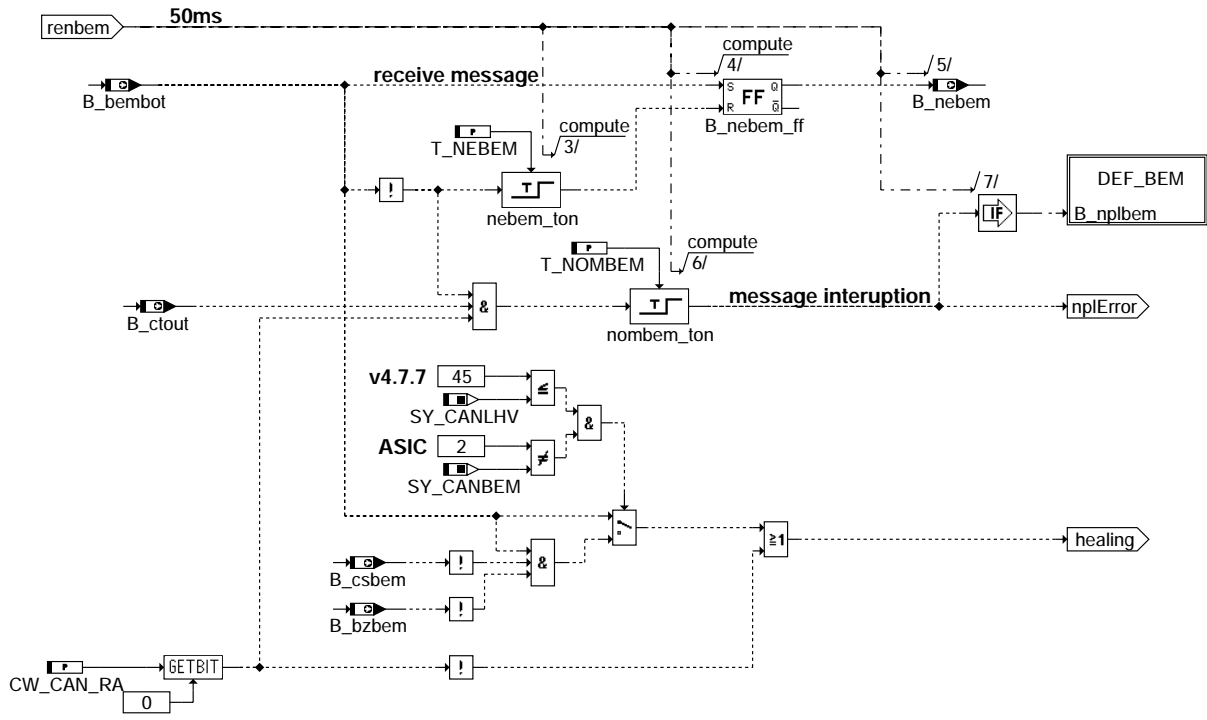 renbem
50ms
compute
4/
5/
B_bembot
receive message
S
Q
FF
R
Q
B_nebem_ff
B_nebem
P
T_NEBEM
compute
3/
!
T
nebem_ton
7/
IF
DEF_BEM
B_nplbem
P
T_NOMBEM
compute
6/
B_ctout
&
T
nombem_ton
message interuption
nplError
v4.7.7
45
≤
SY_CANLHV
&
ASIC
2
≠
SY_CANBEM
≥1
healing
B_csbem
!
&
B_bzbem
!
P
CW_CAN_RA
GETBIT
!
0